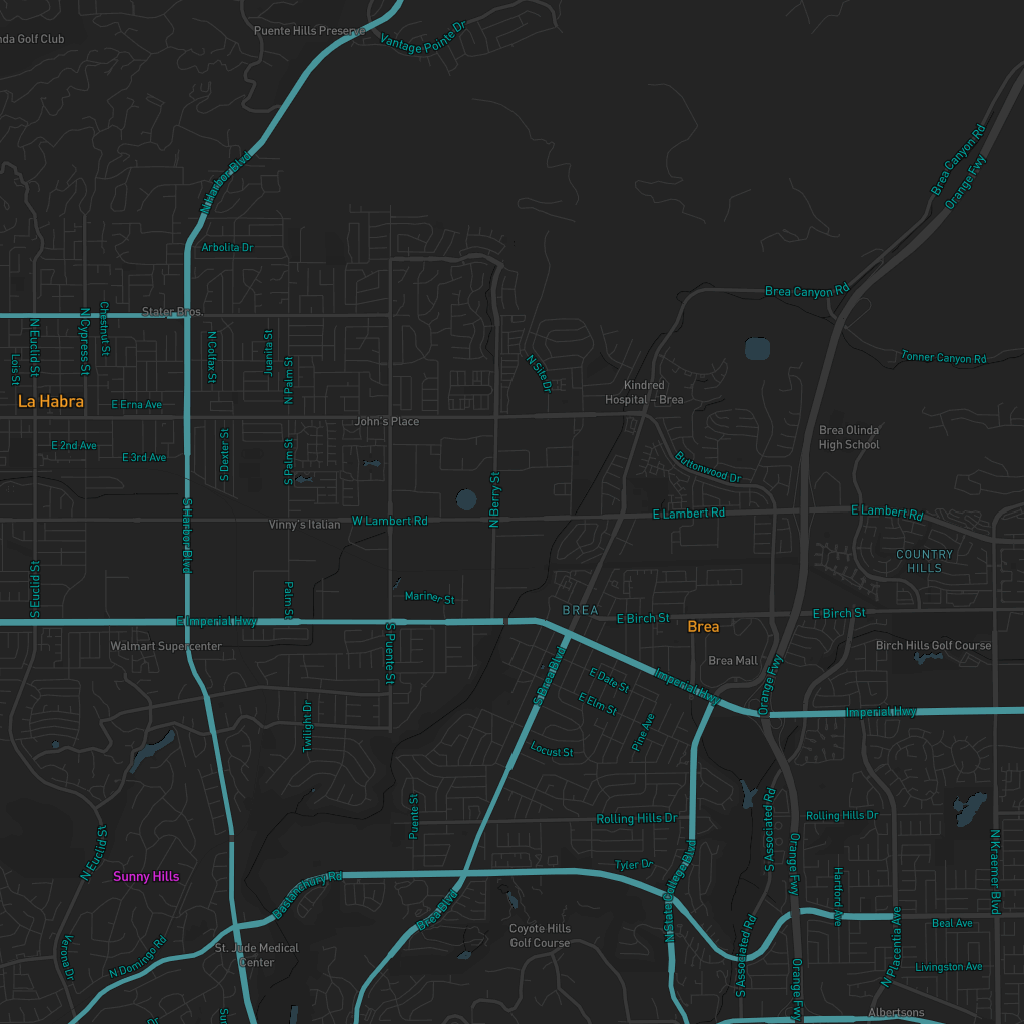 Puente Hills Preserve
Vantage Pointe Dr
nda Golf Club
Brea Canyon Rd
Orange Fwy
N Harbor Blvd
Arbolita Dr
Brea Canyon Rd
Stater Bros.
Chestnut St
N Cypress St
N Euclid St
Lois St
N Colfax St
Juanita St
N Palm St
N Site Dr
Tonner Canyon Rd
Kindred
Hospital – Brea
La Habra
E Erna Ave
John's Place
Brea Olinda
High School
E 2nd Ave
E 3rd Ave
S Dexter St
S Palm St
Buttonwood Dr
N Berry St
S Harbor Blvd
Vinny's Italian
W Lambert Rd
E Lambert Rd
E Lambert Rd
COUNTRY
HILLS
S Euclid St
Palm St
Mariner St
BREA
E Birch St
E Birch St
E Imperial Hwy
Brea
Walmart Supercenter
S Puente St
Brea Mall
Birch Hills Golf Course
S Brea Blvd
E Date St
Imperial Hwy
Orange Fwy
E Elm St
Imperial Hwy
Twilight Dr
Pine Ave
Locust St
Puente St
Rolling Hills Dr
S Associated Rd
Rolling Hills Dr
N Euclid St
Orange Fwy
N Kraemer Blvd
Sunny Hills
Bastanchury Rd
Tyler Dr
N State College Blvd
Hartford Ave
Brea Blvd
Beal Ave
Verona Dr
N Domingo Rd
St. Jude Medical
Center
Coyote Hills
Golf Course
S Associated Rd
N Placentia Ave
Livingston Ave
Orange Fwy
Albertsons
Dr
Sun